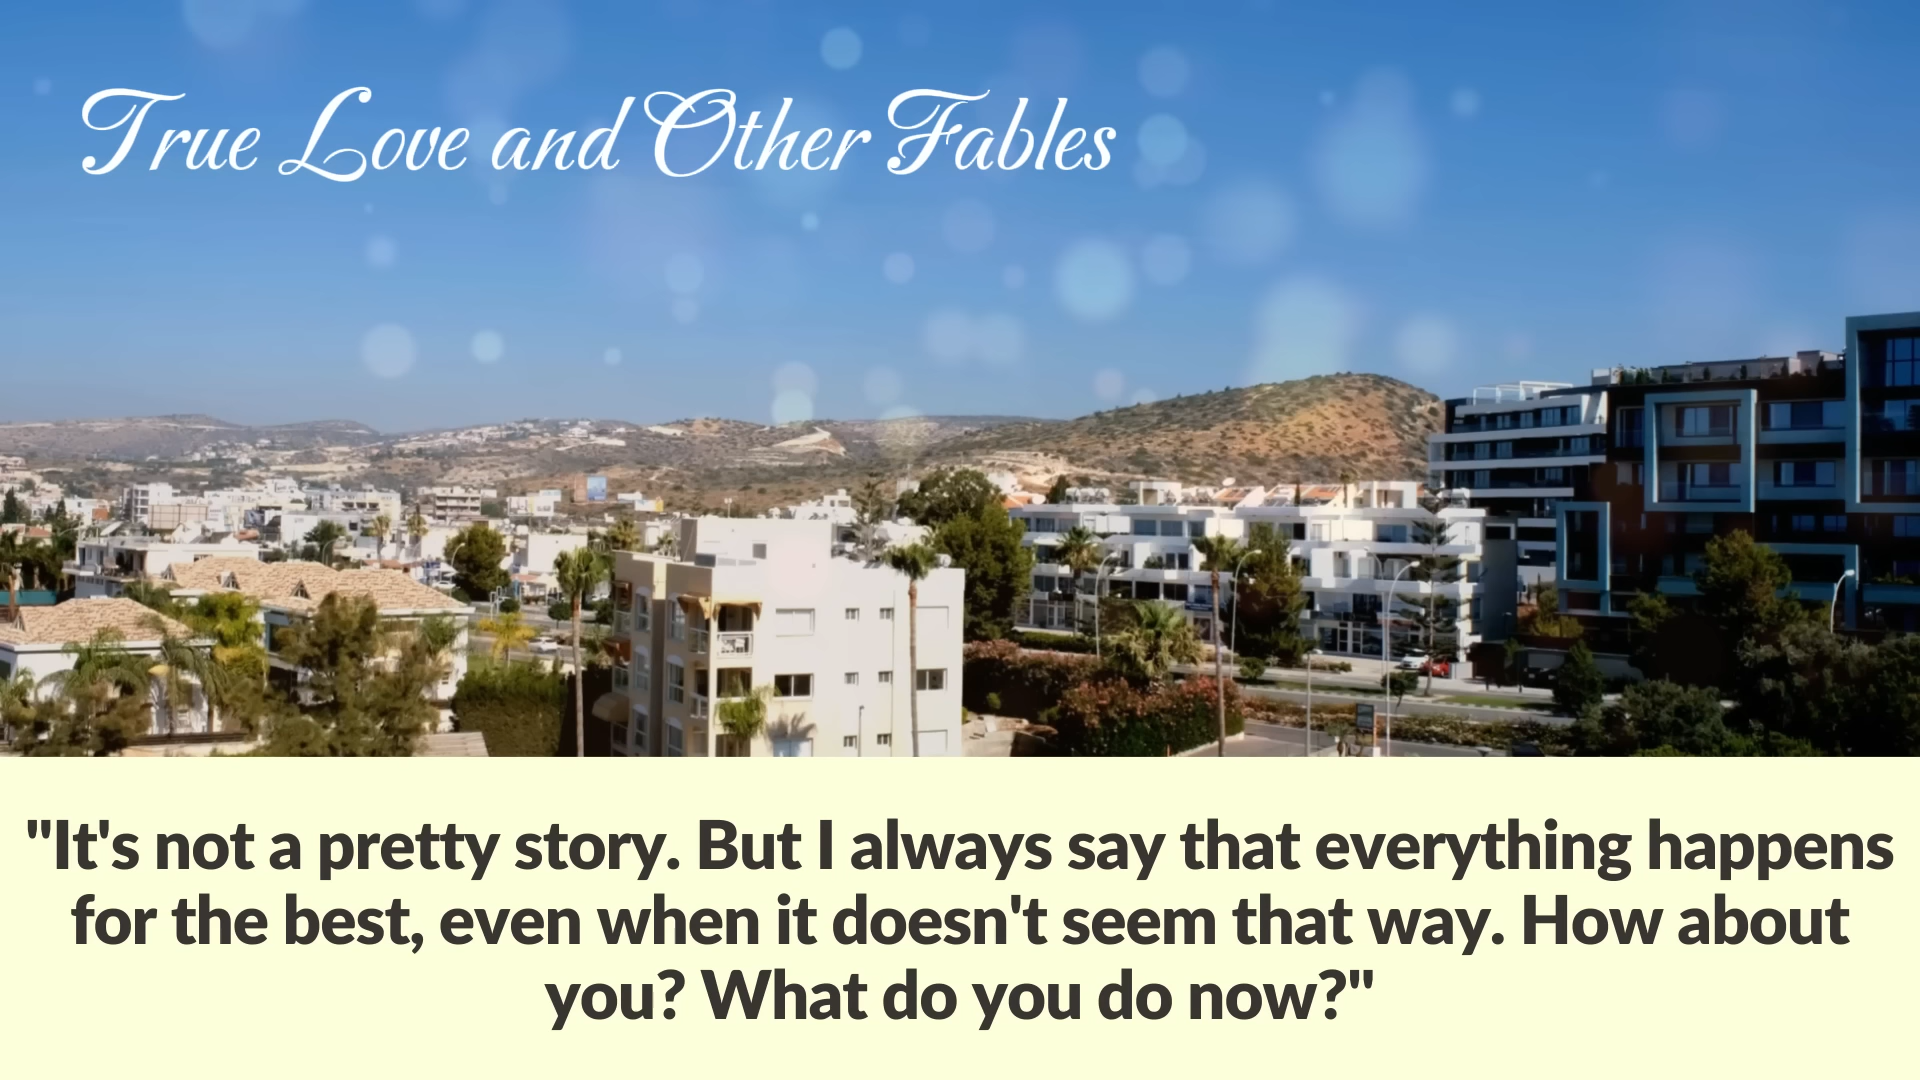 True Love and Other Fables
"It's not a pretty story. But I always say that everything happens
for the best, even when it doesn't seem that way. How about
you? What do you do now?"